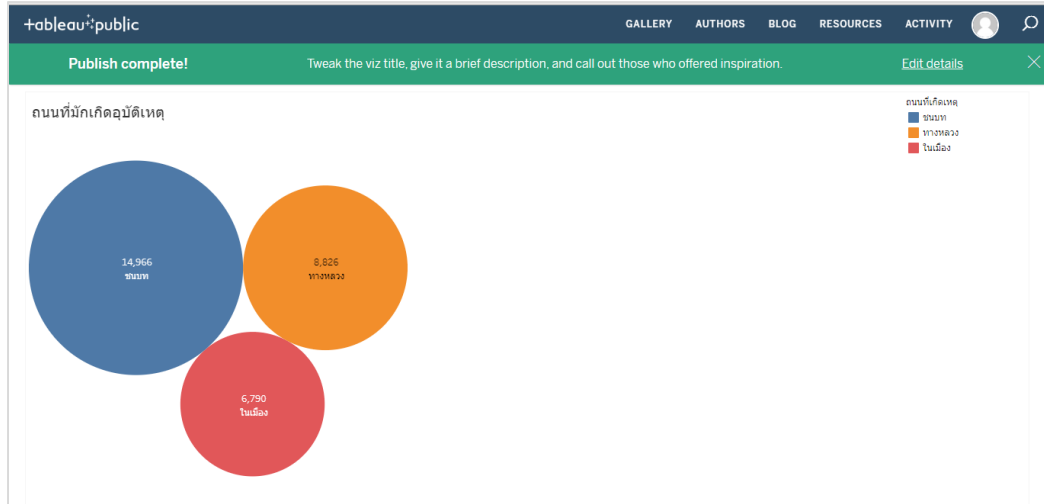 +ableau public
GALLERY AUTHORS BLOG RESOURCES ACTIVITY
Publish complete! Tweak the viz title, give it a brief description, and call out those who offered inspiration. Edit details
ถนนที่มักเกิดอุบัติเหตุ
ถนนที่เกิดเหตุ
ชนบท
ทางหลวง
ในเมือง
14,966
ชนบท
8,826
ทางหลวง
6,790
ในเมือง